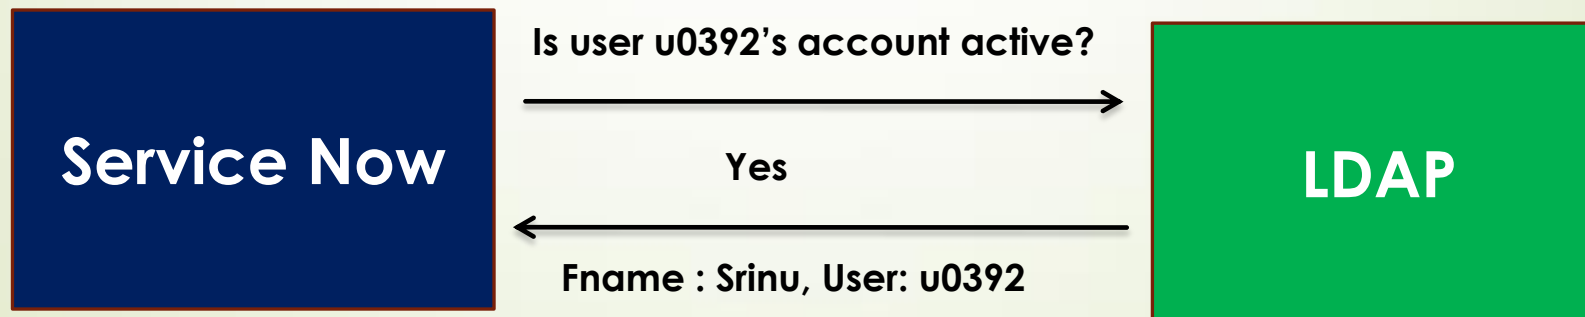 Service Now
Is user u0392’s account active?
Yes
Fname : Srinu, User: u0392
LDAP